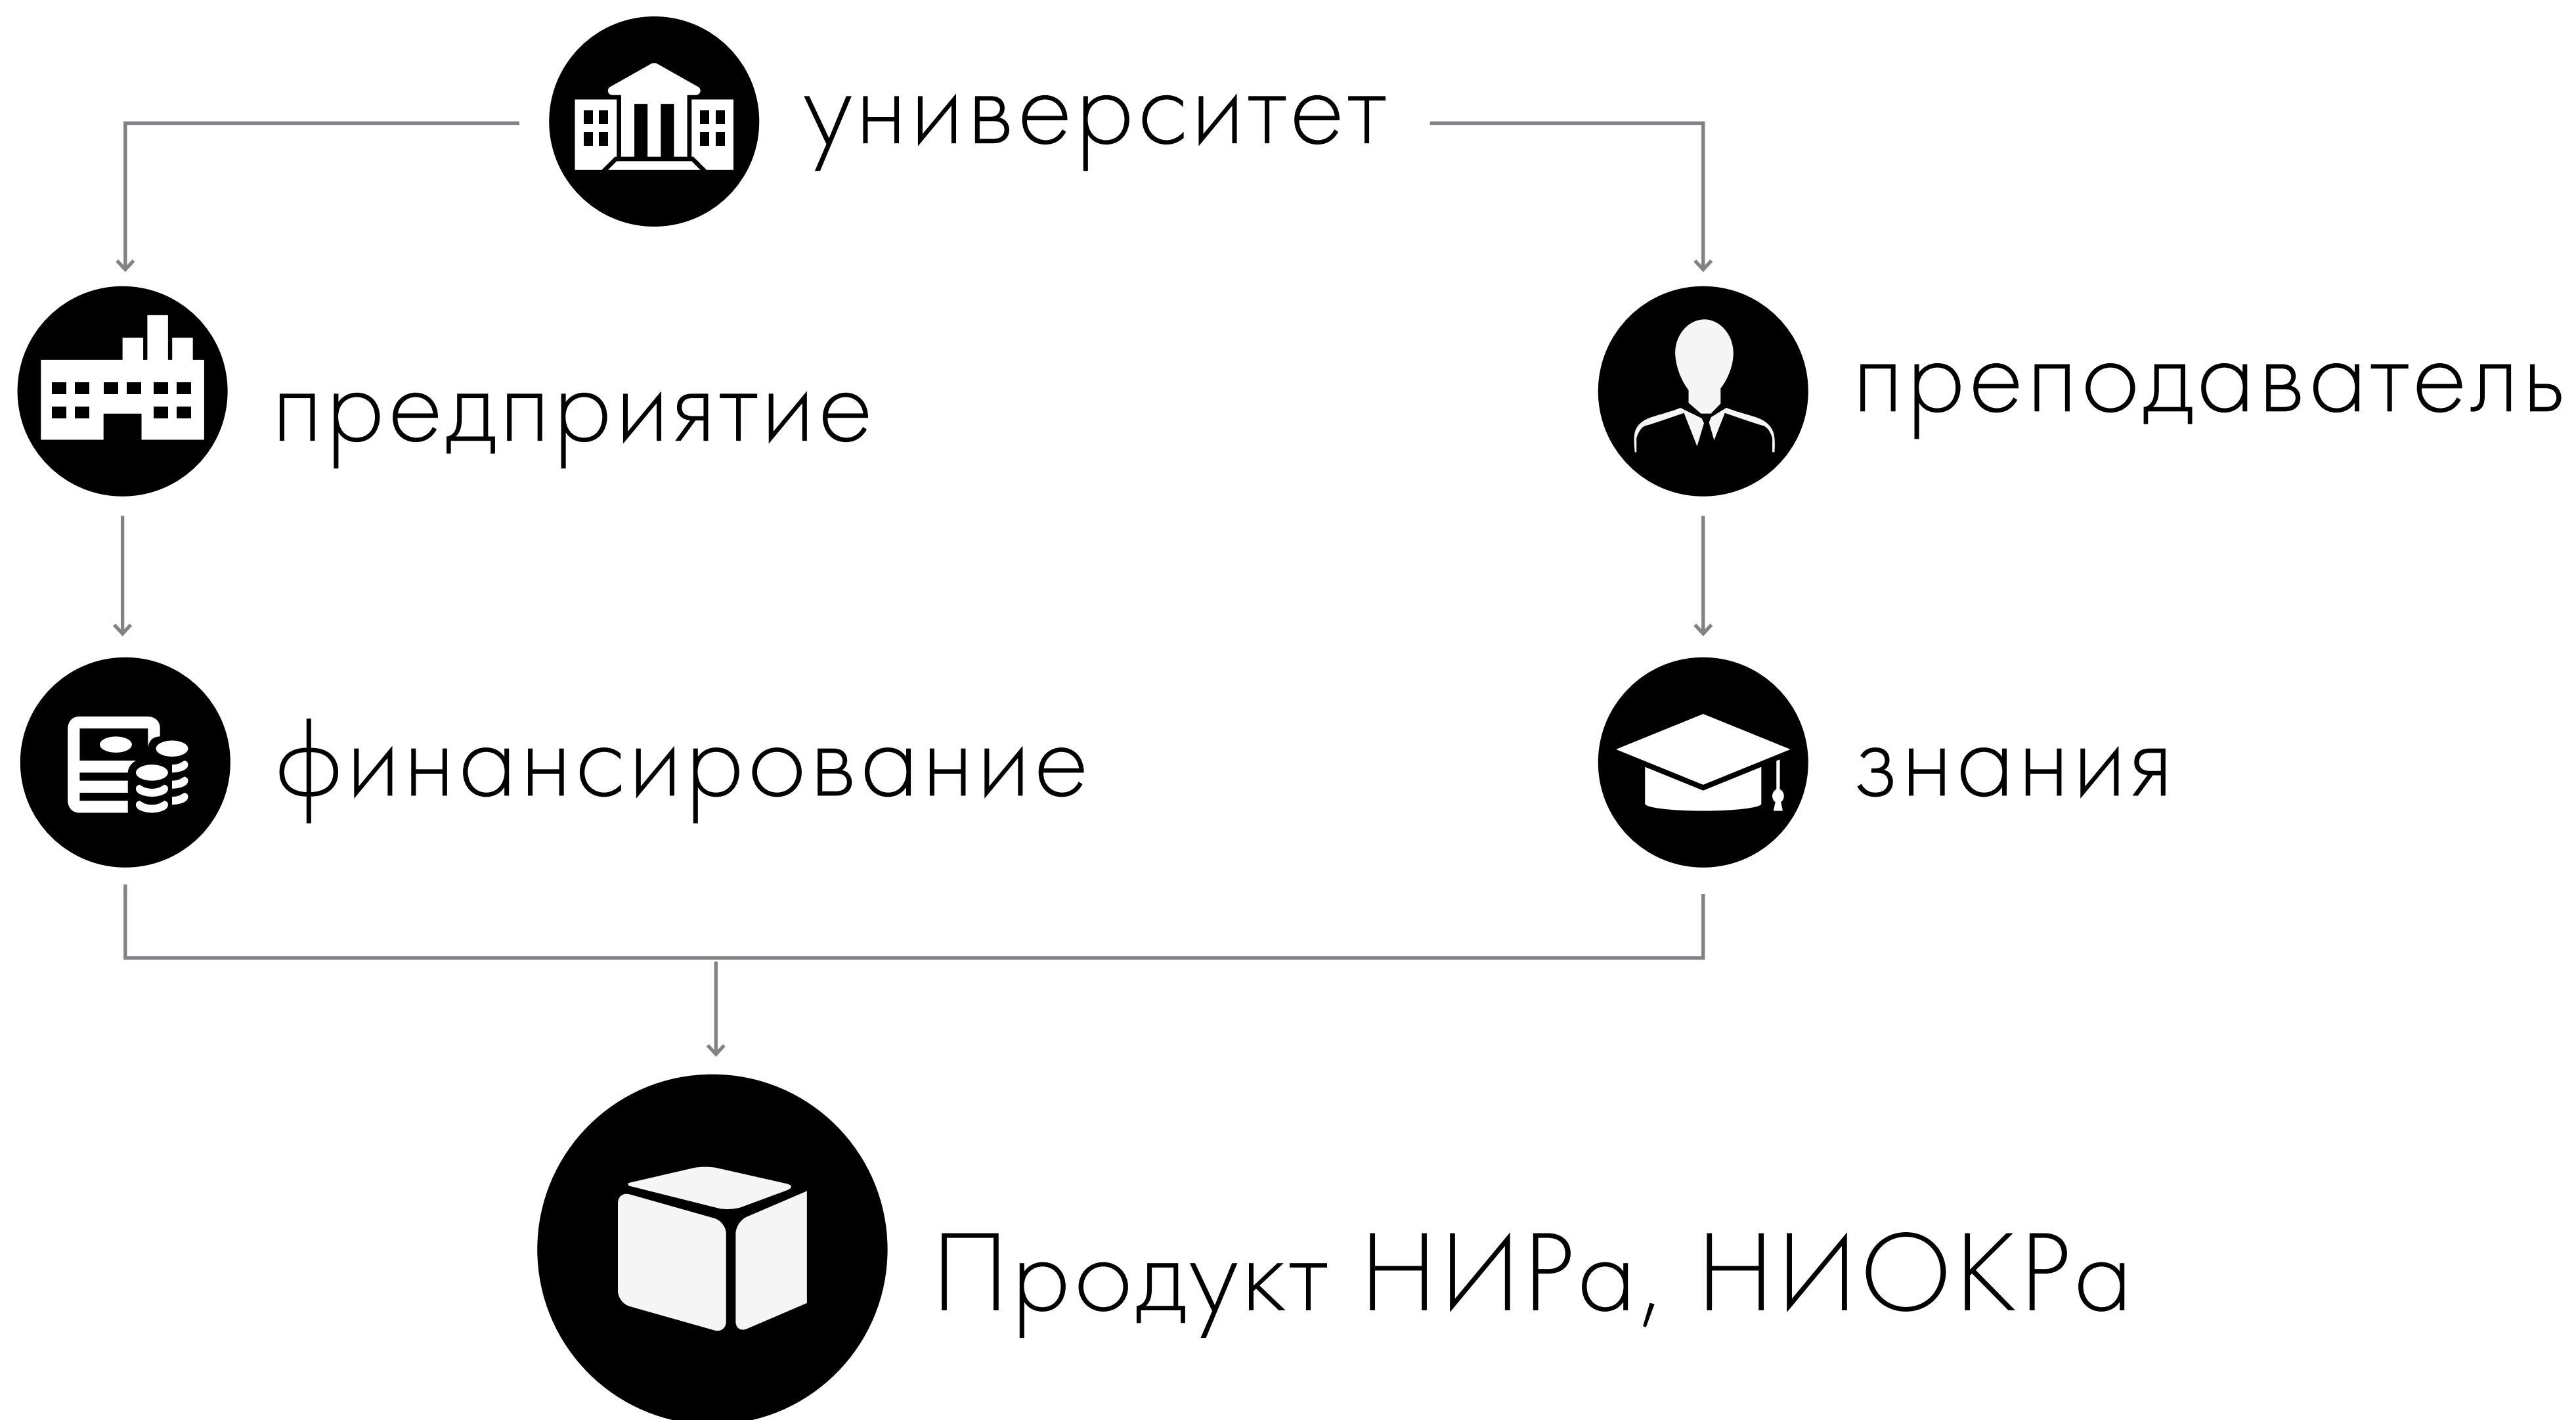 университет
предприятие
преподаватель
финансирование
знания
Продукт НИРа, НИОКРа